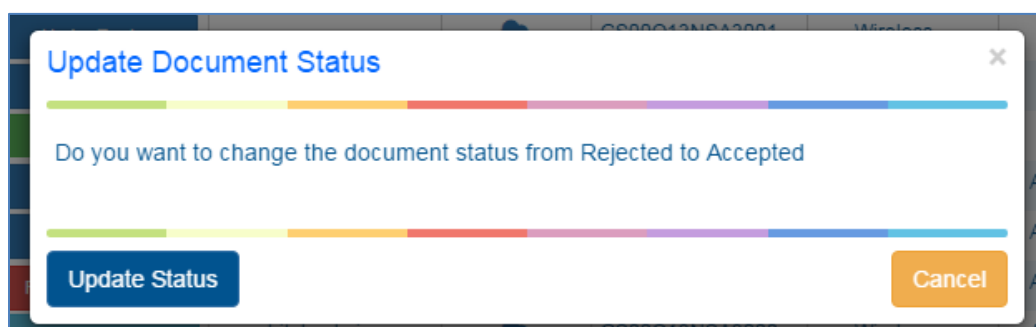 Update Document Status
×
Do you want to change the document status from Rejected to Accepted
Update Status
Cancel